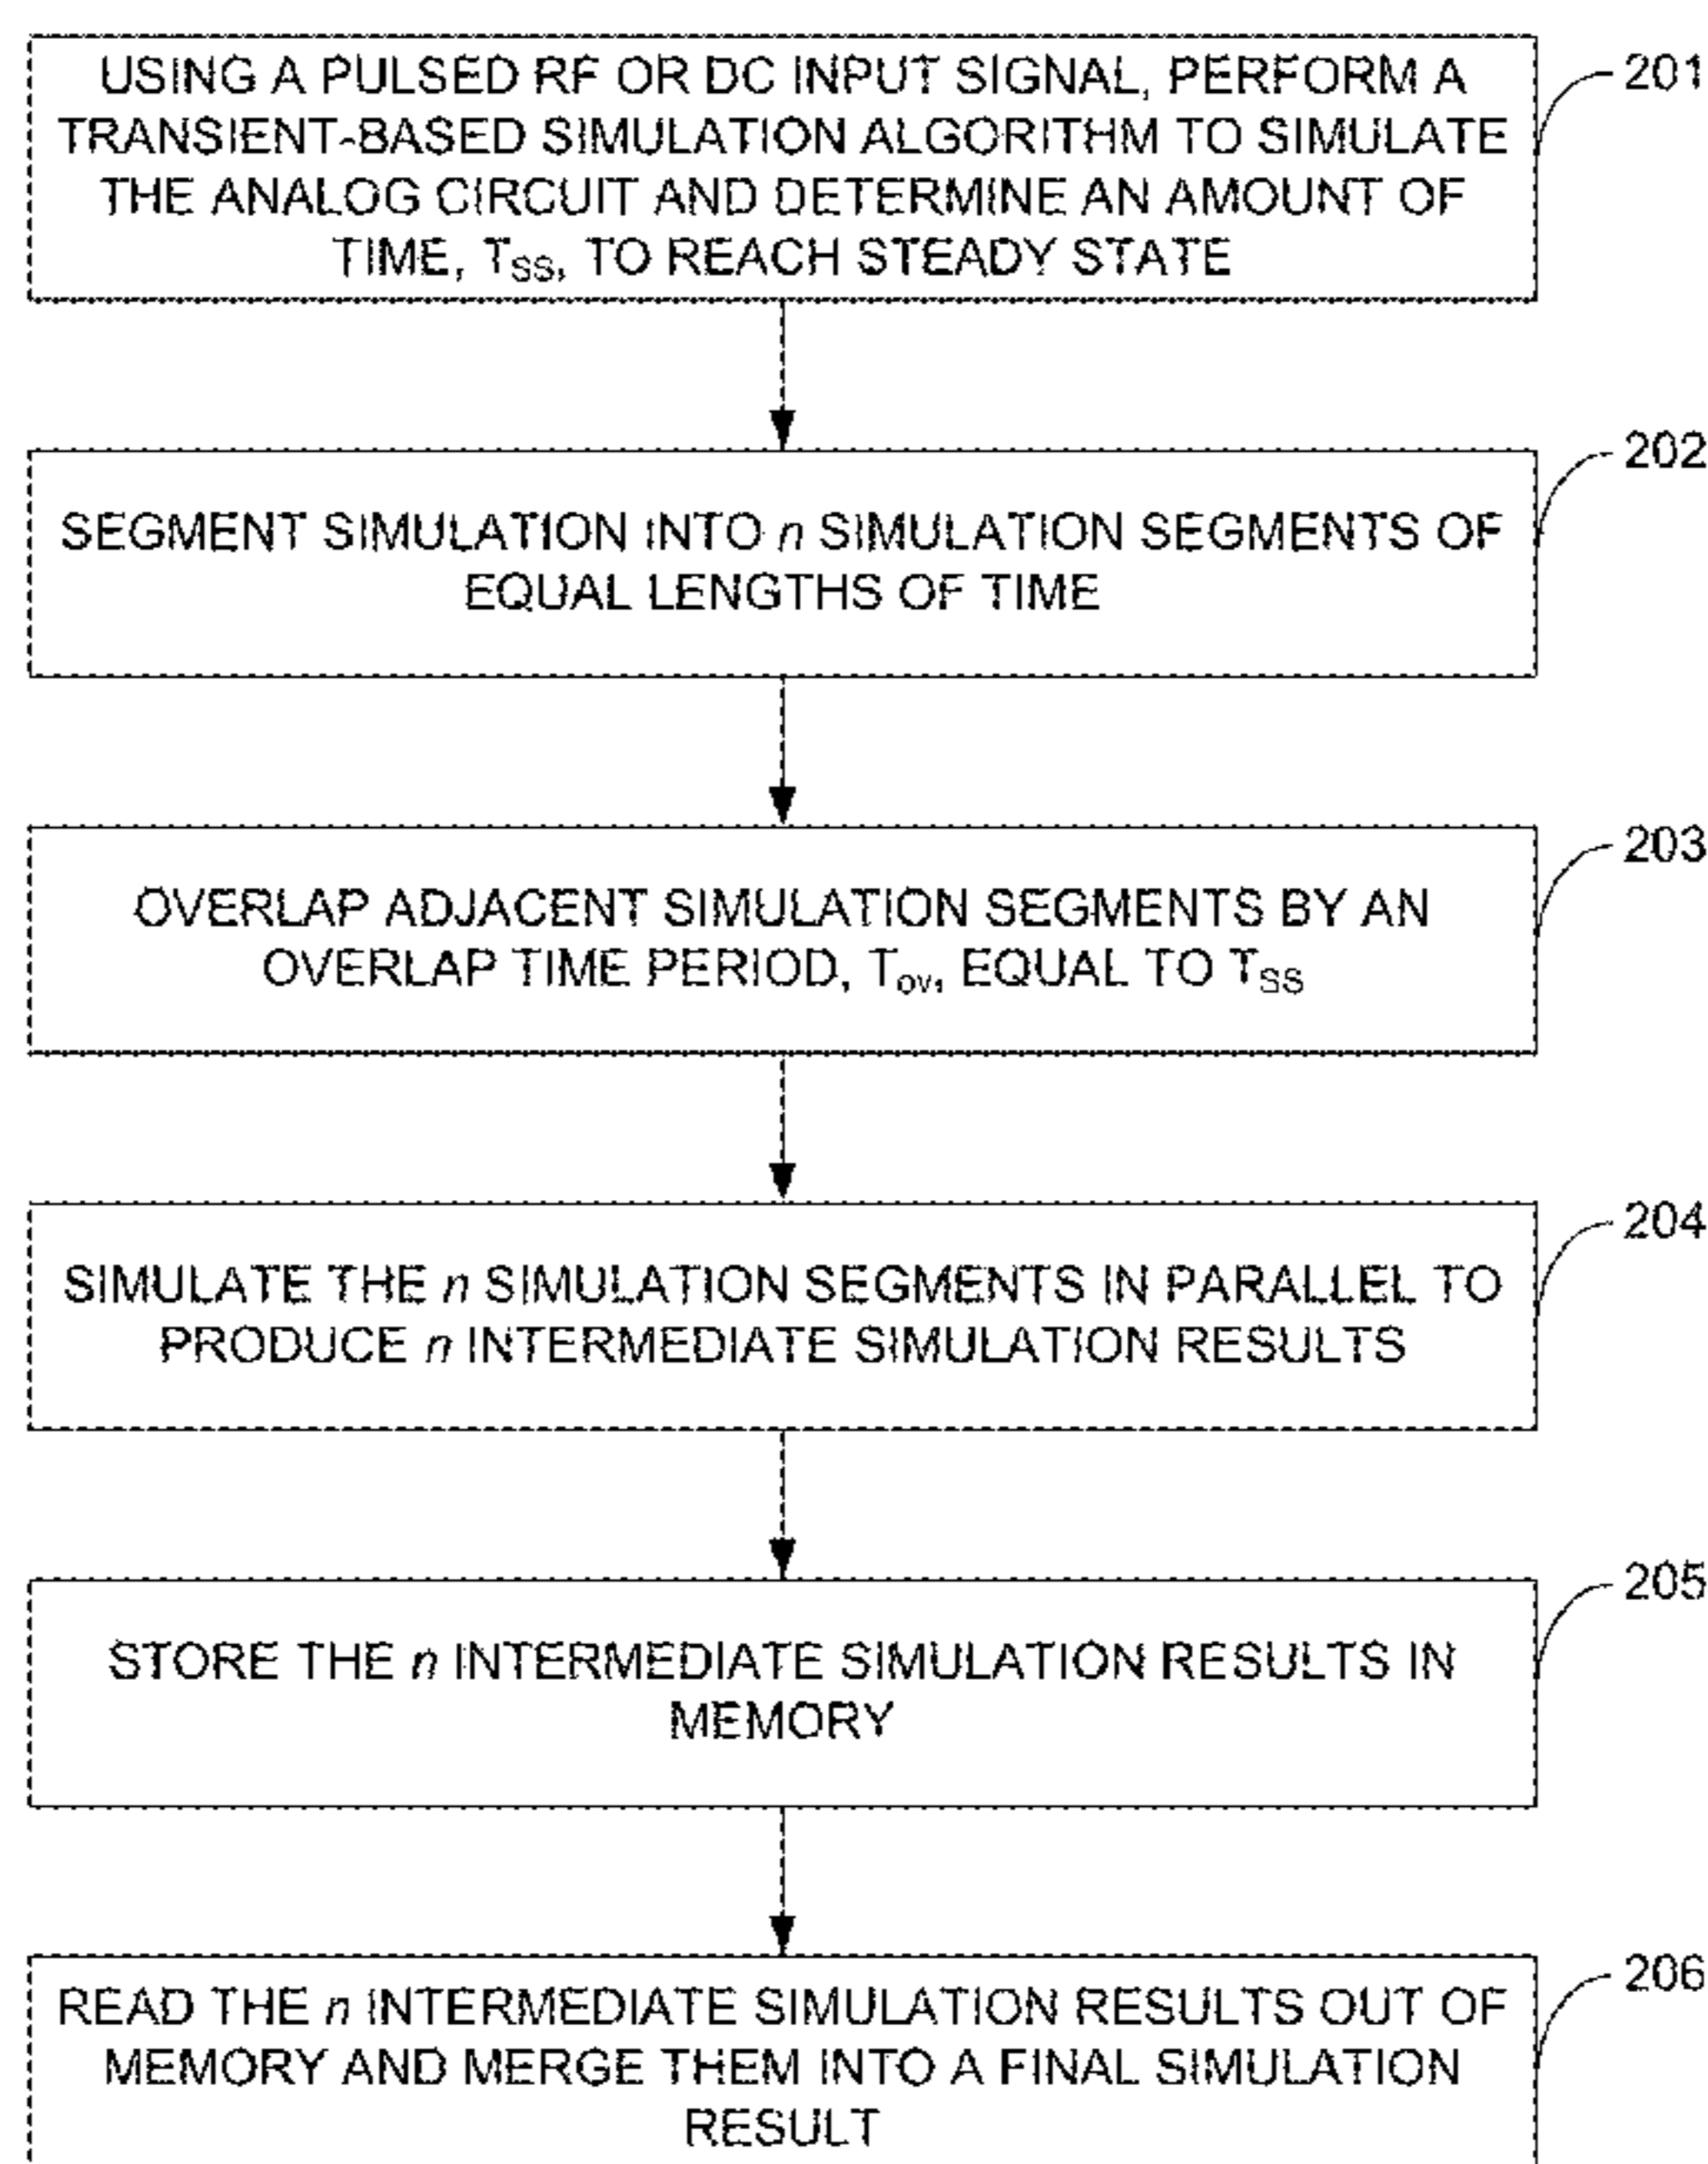 USING A PULSED RF OR DC INPUT SIGNAL, PERFORM A
TRANSIENT-BASED SIMULATION ALGORITHM TO SIMULATE
THE ANALOG CIRCUIT AND DETERMINE AN AMOUNT OF
TIME, TSS, TO REACH STEADY STATE
201
SEGMENT SIMULATION INTO n SIMULATION SEGMENTS OF
EQUAL LENGTHS OF TIME
202
OVERLAP ADJACENT SIMULATION SEGMENTS BY AN
OVERLAP TIME PERIOD, Tov, EQUAL TO TSS
203
SIMULATE THE n SIMULATION SEGMENTS IN PARALLEL TO
PRODUCE n INTERMEDIATE SIMULATION RESULTS
204
STORE THE n INTERMEDIATE SIMULATION RESULTS IN
MEMORY
205
READ THE n INTERMEDIATE SIMULATION RESULTS OUT OF
MEMORY AND MERGE THEM INTO A FINAL SIMULATION
RESULT
206